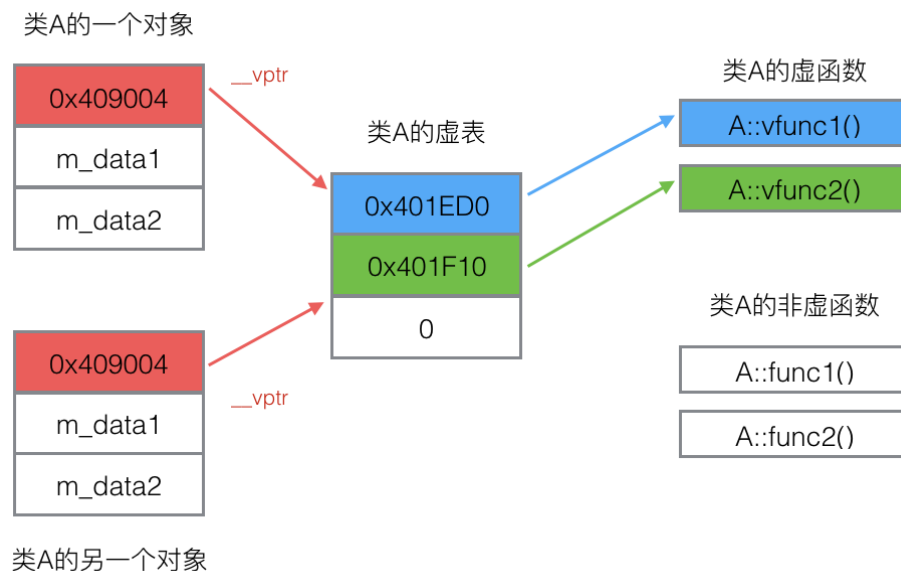 类A的一个对象
0x409004
m_data1
m_data2
__vptr
类A的虚表
0x401ED0
0x401F10
0
类A的虚函数
A::vfunc1()
A::vfunc2()
类A的非虚函数
A::func1()
A::func2()
0x409004
m_data1
m_data2
__vptr
类A的另一个对象